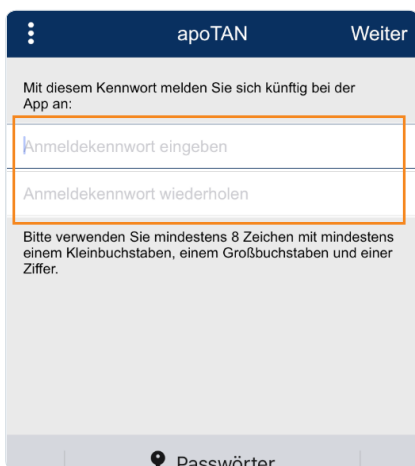 apoTAN Weiter
Mit diesem Kennwort melden Sie sich künftig bei der
App an:
Anmeldekennwort eingeben
Anmeldekennwort wiederholen
Bitte verwenden Sie mindestens 8 Zeichen mit mindestens
einem Kleinbuchstaben, einem Großbuchstaben und einer
Ziffer.
Passwörter